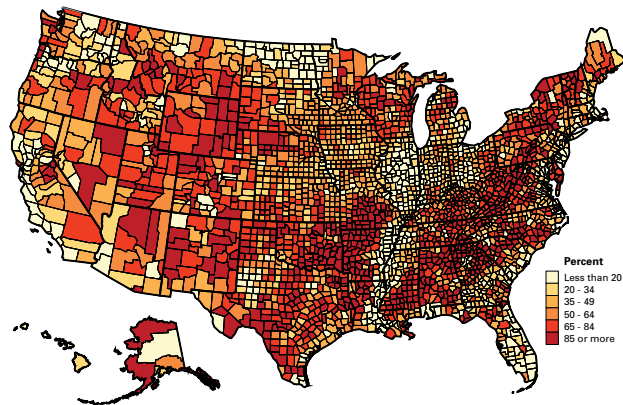 Percent
Less than 20
20 - 34
35 - 49
50 - 64
65 - 84
85 or more